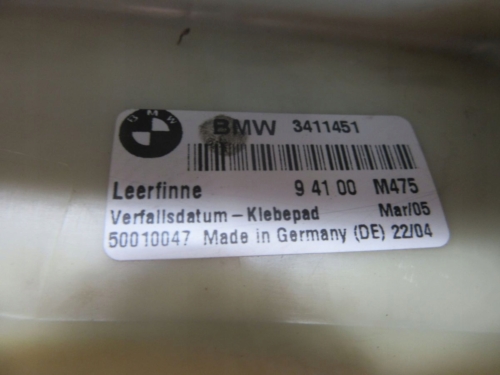 BMW
BMW 3411451
Leerfinne 9 41 00 M475
Verfallsdatum - Klebepad Mar/05
50010047 Made in Germany (DE) 22/04